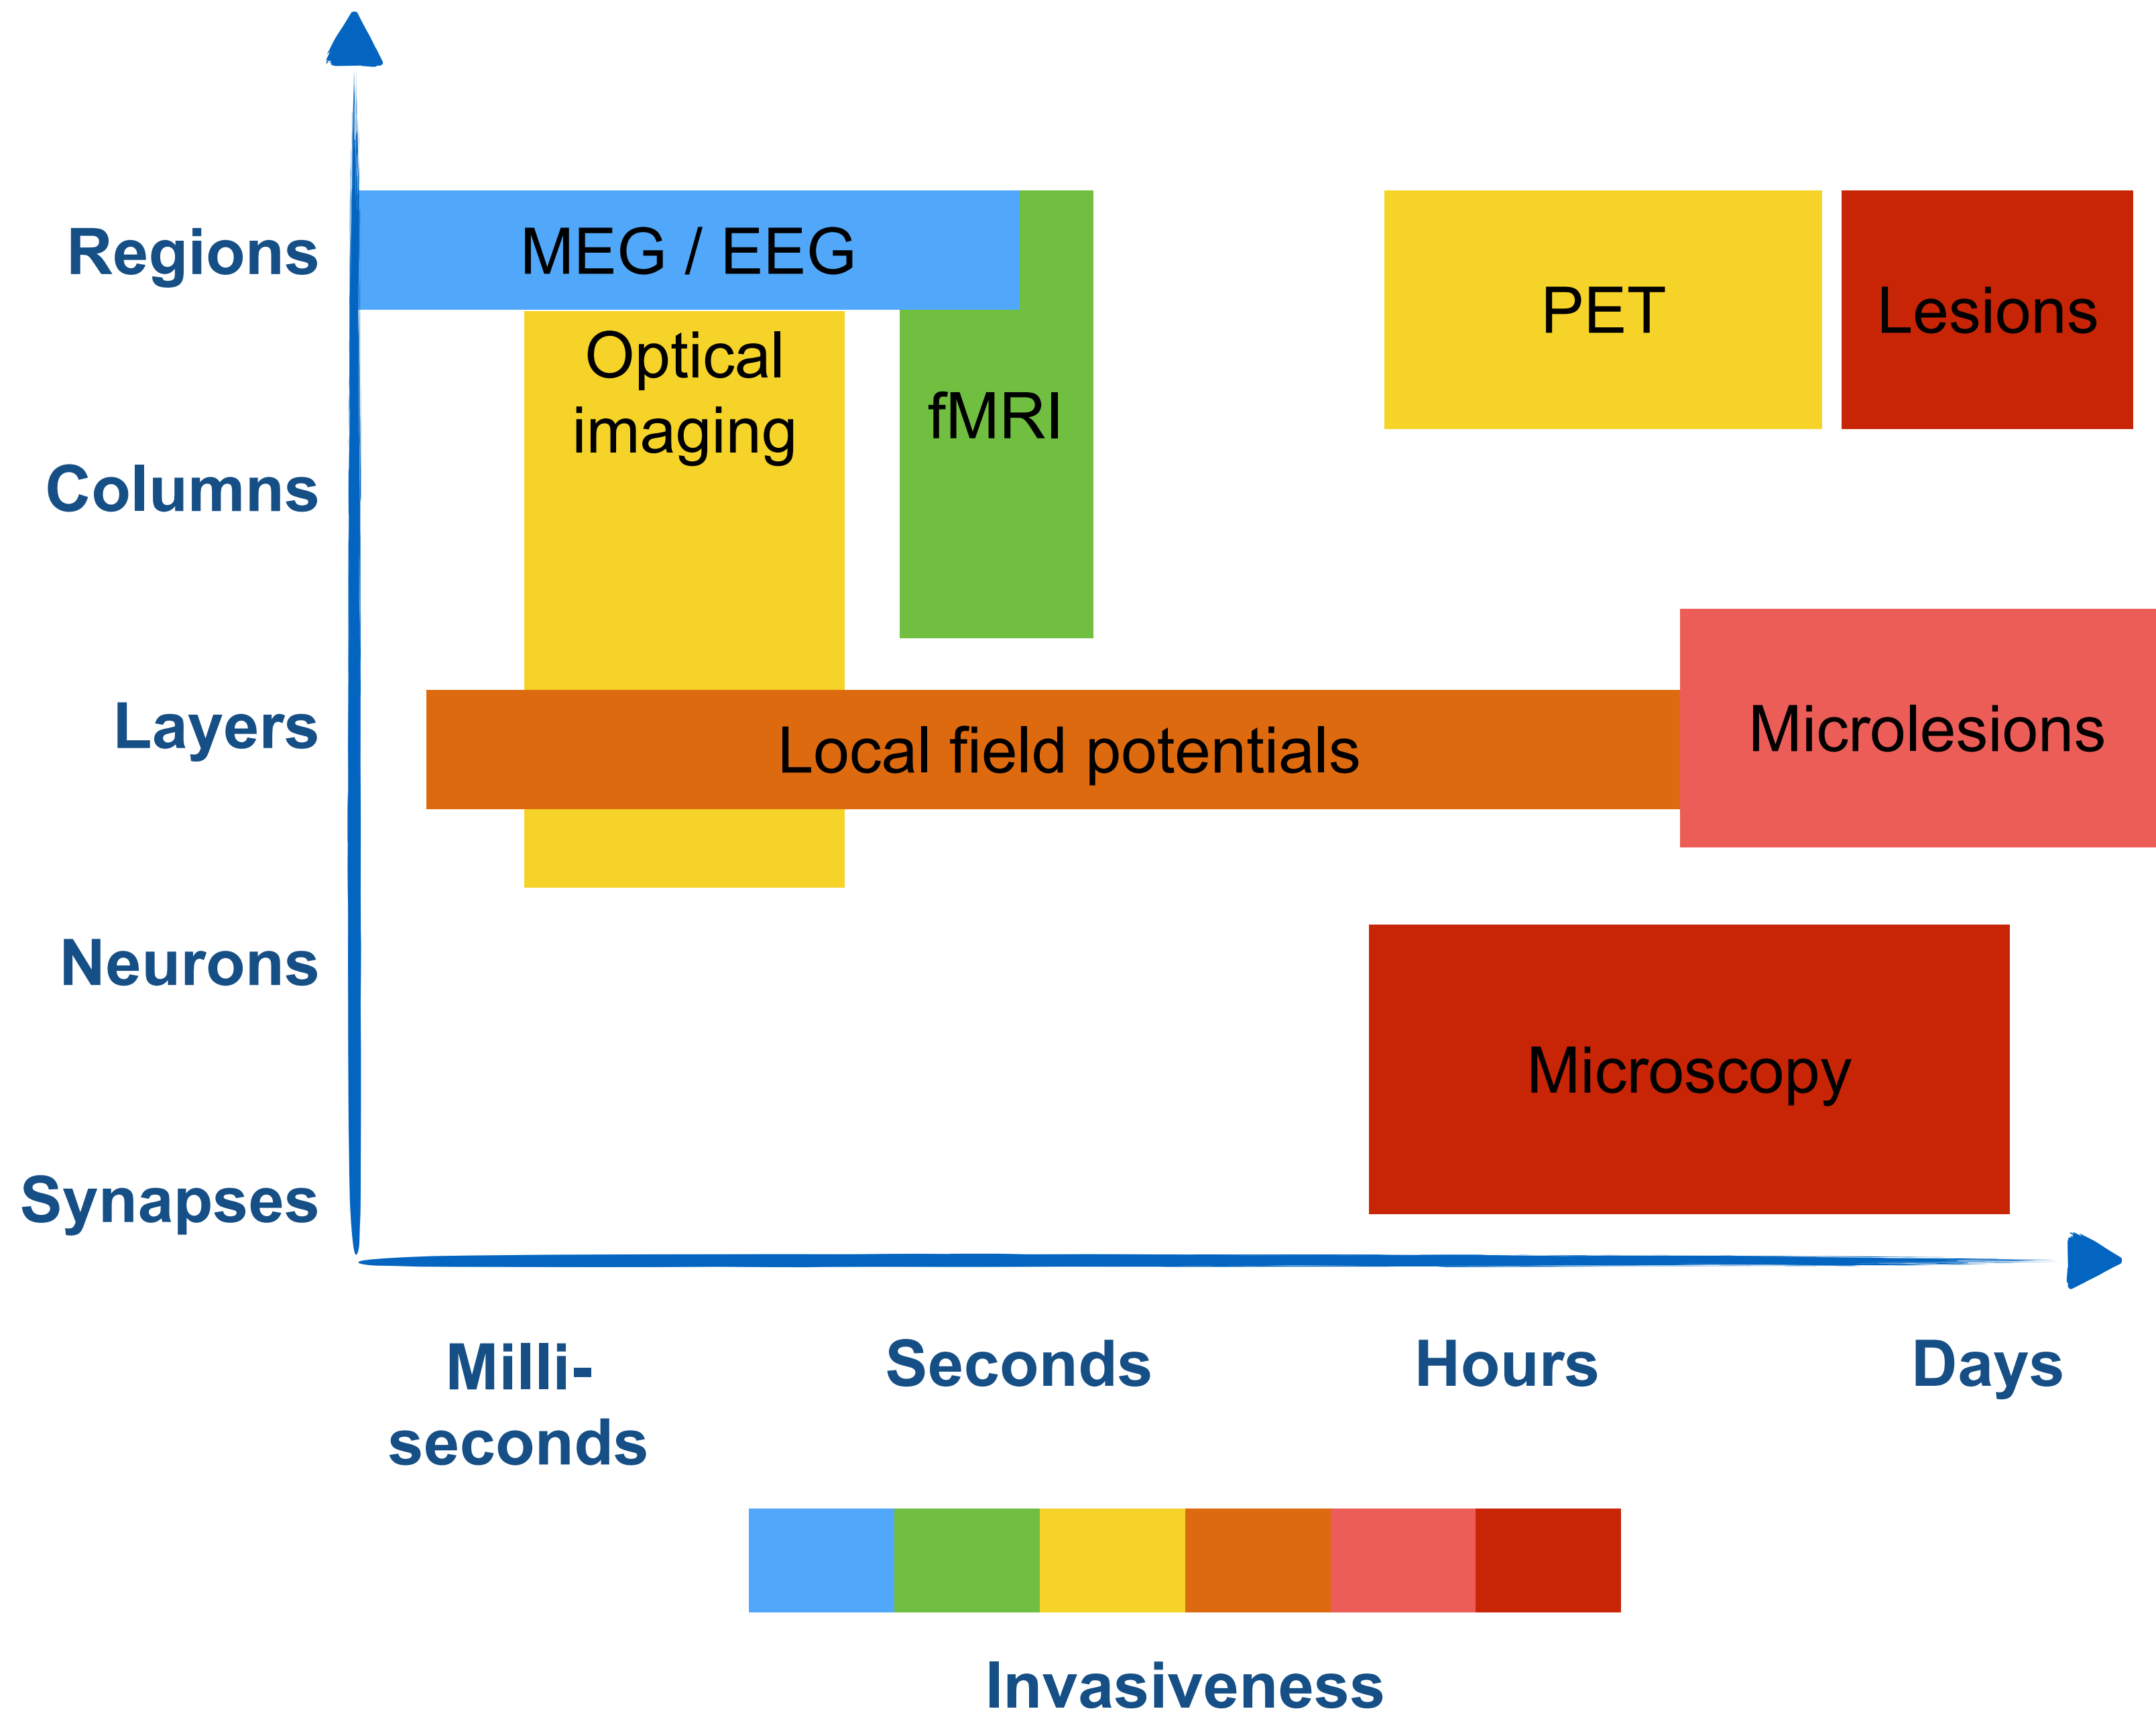 Regions
MEG / EEG
PET
Lesions
Optical
imaging
fMRI
Columns
Layers
Local field potentials
Microlesions
Neurons
Microscopy
Synapses
Milli-
seconds
Seconds
Hours
Days
Invasiveness